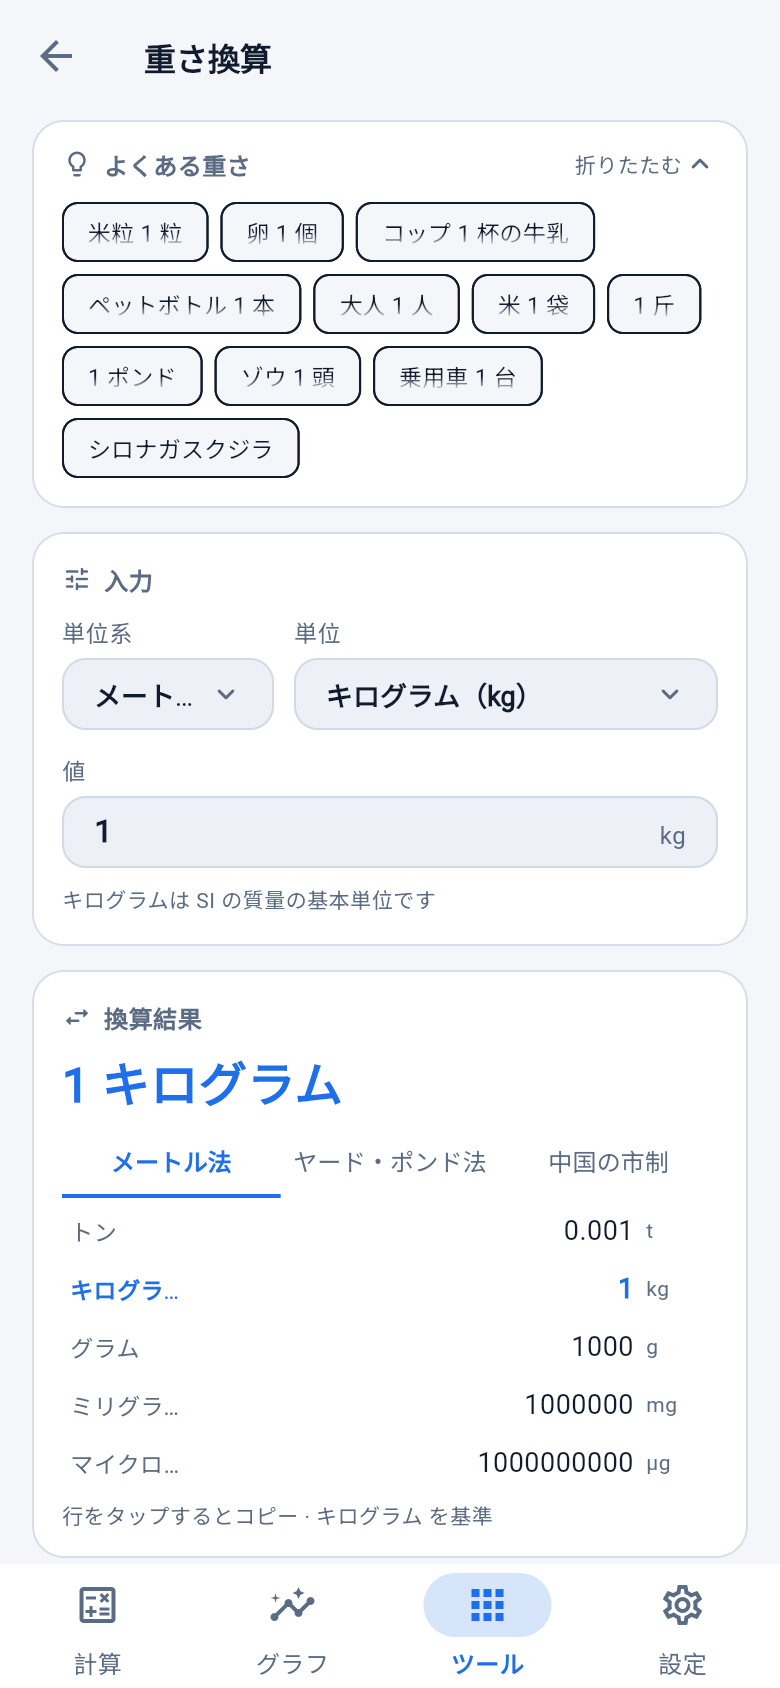 重さ換算
よくある重さ
折りたたむ
米粒 1 粒
卵 1 個
コップ 1 杯の牛乳
ペットボトル 1 本
大人 1 人
米 1 袋
1 斤
1 ポンド
ゾウ 1 頭
乗用車 1 台
シロナガスクジラ
入力
単位系
単位
メート…
キログラム（kg）
値
1
kg
キログラムは SI の質量の基本単位です
換算結果
1 キログラム
メートル法
ヤード・ポンド法
中国の市制
トン 0.001 t
キログラ… 1 kg
グラム 1000 g
ミリグラ… 1000000 mg
マイクロ… 1000000000 μg
行をタップするとコピー · キログラム を基準
計算
グラフ
ツール
設定